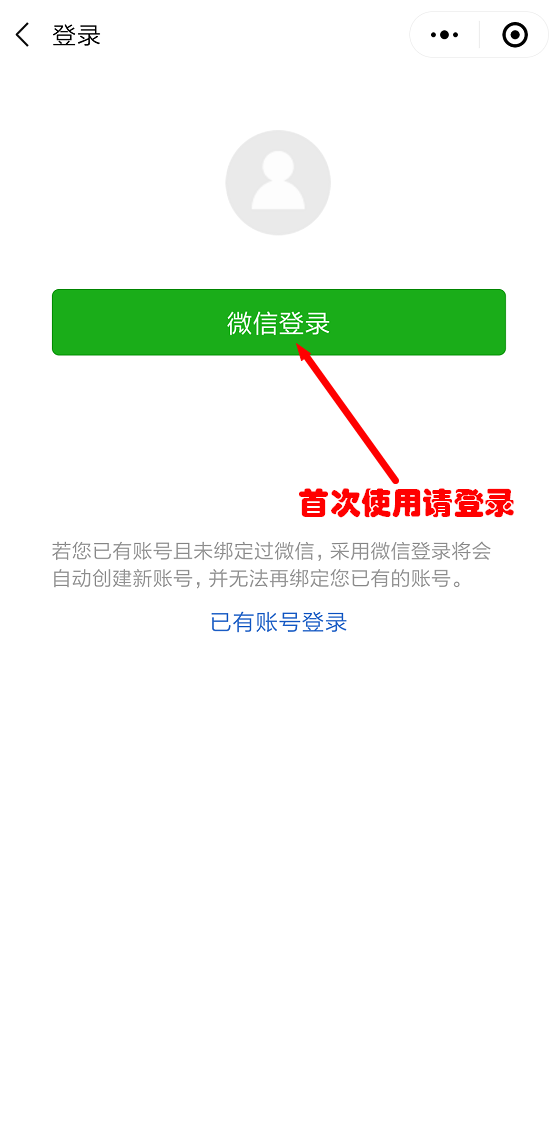 登录
微信登录
首次使用请登录
若您已有账号且未绑定过微信，采用微信登录将会
自动创建新账号，并无法再绑定您已有的账号。
已有账号登录